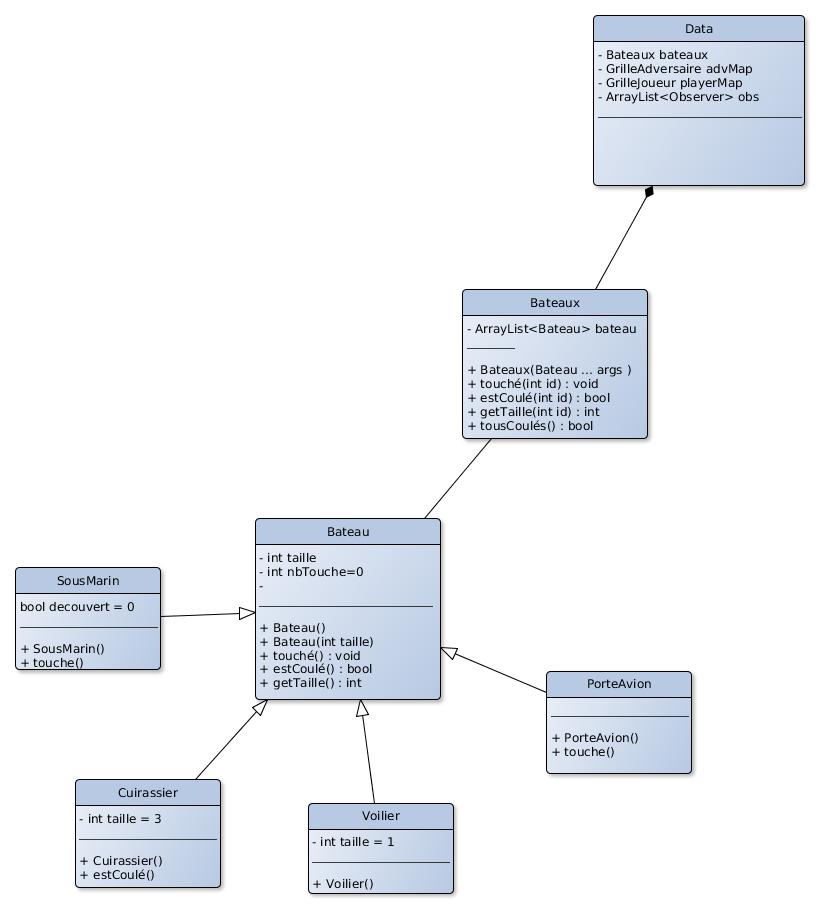 Data
- Bateaux bateaux
- GrilleAdversaire advMap
- GrilleJoueur playerMap
- ArrayList<Observer> obs
Bateaux
- ArrayList<Bateau> bateau
+ Bateaux(Bateau ... args )
+ touché(int id) : void
+ estCoulé(int id) : bool
+ getTaille(int id) : int
+ tousCoulés() : bool
Bateau
- int taille
- int nbTouche=0
-
+ Bateau()
+ Bateau(int taille)
+ touché() : void
+ estCoulé() : bool
+ getTaille() : int
SousMarin
bool decouvert = 0
+ SousMarin()
+ touche()
PorteAvion
+ PorteAvion()
+ touche()
Cuirassier
- int taille = 3
+ Cuirassier()
+ estCoulé()
Voilier
- int taille = 1
+ Voilier()